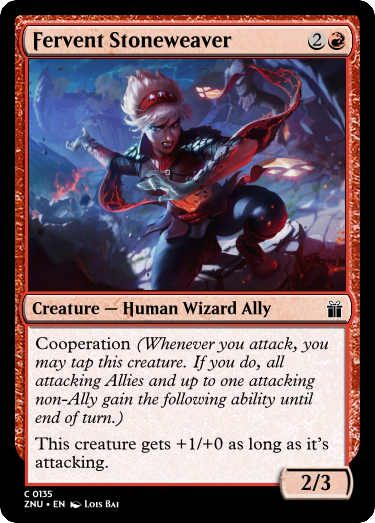 Fervent Stoneweaver 2
Creature — Human Wizard Ally
Cooperation (Whenever you attack, you
may tap this creature. If you do, all
attacking Allies and up to one attacking
non-Ally gain the following ability until
end of turn.)
This creature gets +1/+0 as long as it's
attacking.
2/3
C 0135
ZNU • EN Lois Bai